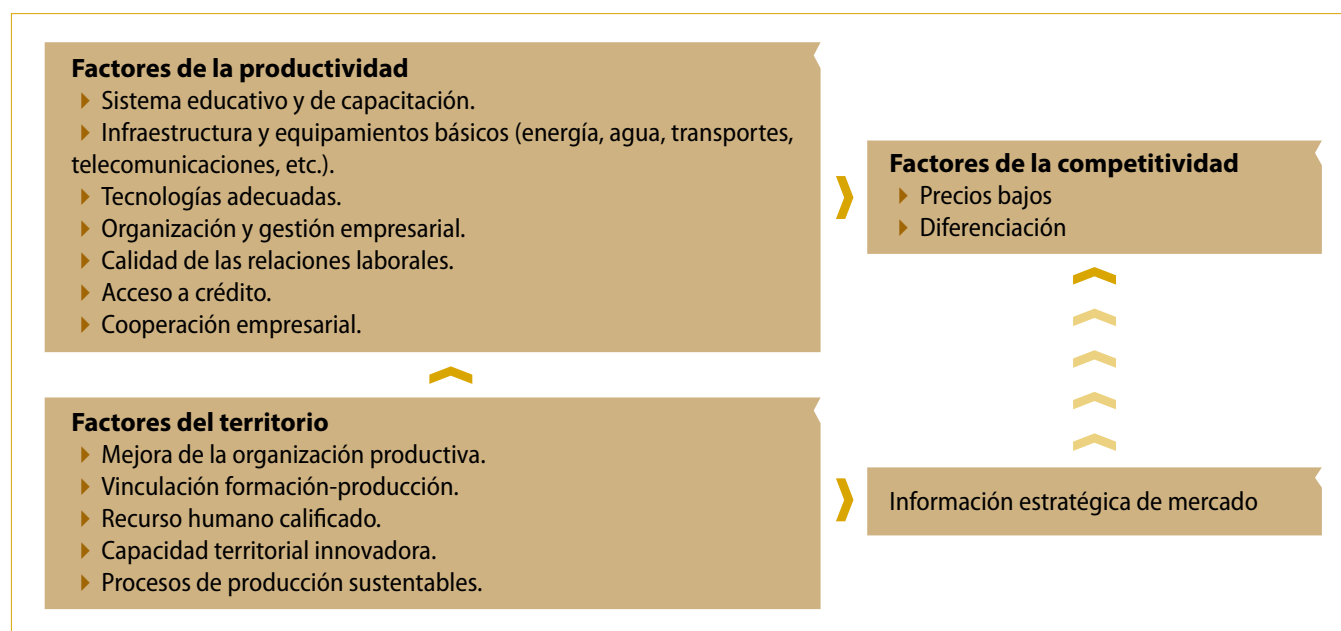 Factores de la productividad
Sistema educativo y de capacitación.
Infraestructura y equipamientos básicos (energía, agua, transportes,
telecomunicaciones, etc.).
Tecnologías adecuadas.
Organización y gestión empresarial.
Calidad de las relaciones laborales.
Acceso a crédito.
Cooperación empresarial.
Factores de la competitividad
Precios bajos
Diferenciación
Factores del territorio
Mejora de la organización productiva.
Vinculación formación-producción.
Recurso humano calificado.
Capacidad territorial innovadora.
Procesos de producción sustentables.
Información estratégica de mercado